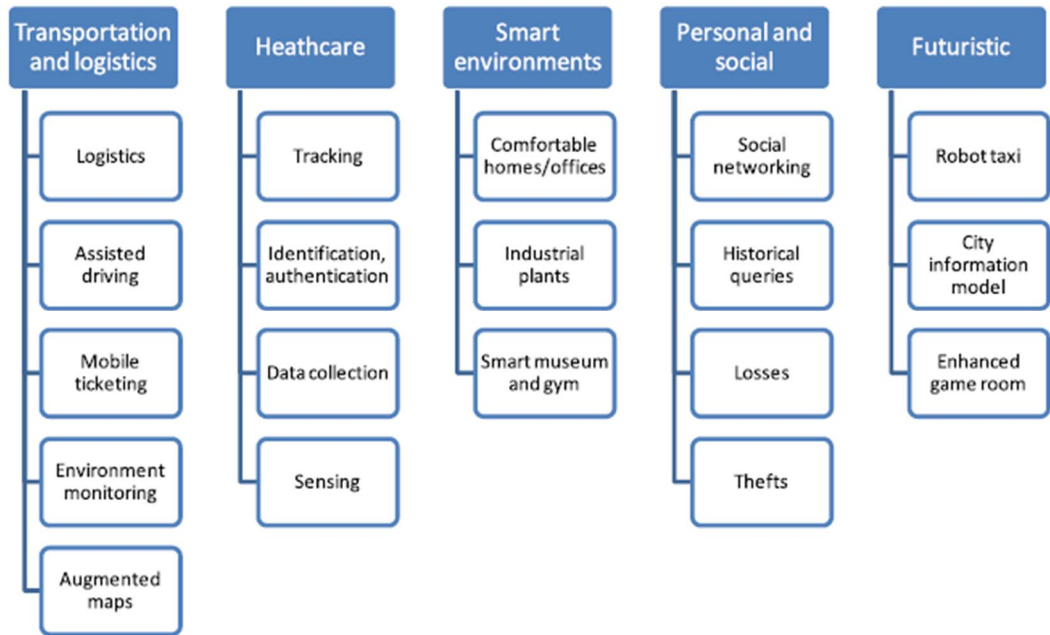 Transportation
and logistics
Logistics
Assisted
driving
Mobile
ticketing
Environment
monitoring
Augmented
maps
Heathcare
Tracking
Identification,
authentication
Data collection
Sensing
Smart
environments
Comfortable
homes/offices
Industrial
plants
Smart museum
and gym
Personal and
social
Social
networking
Historical
queries
Losses
Thefts
Futuristic
Robot taxi
City
information
model
Enhanced
game room